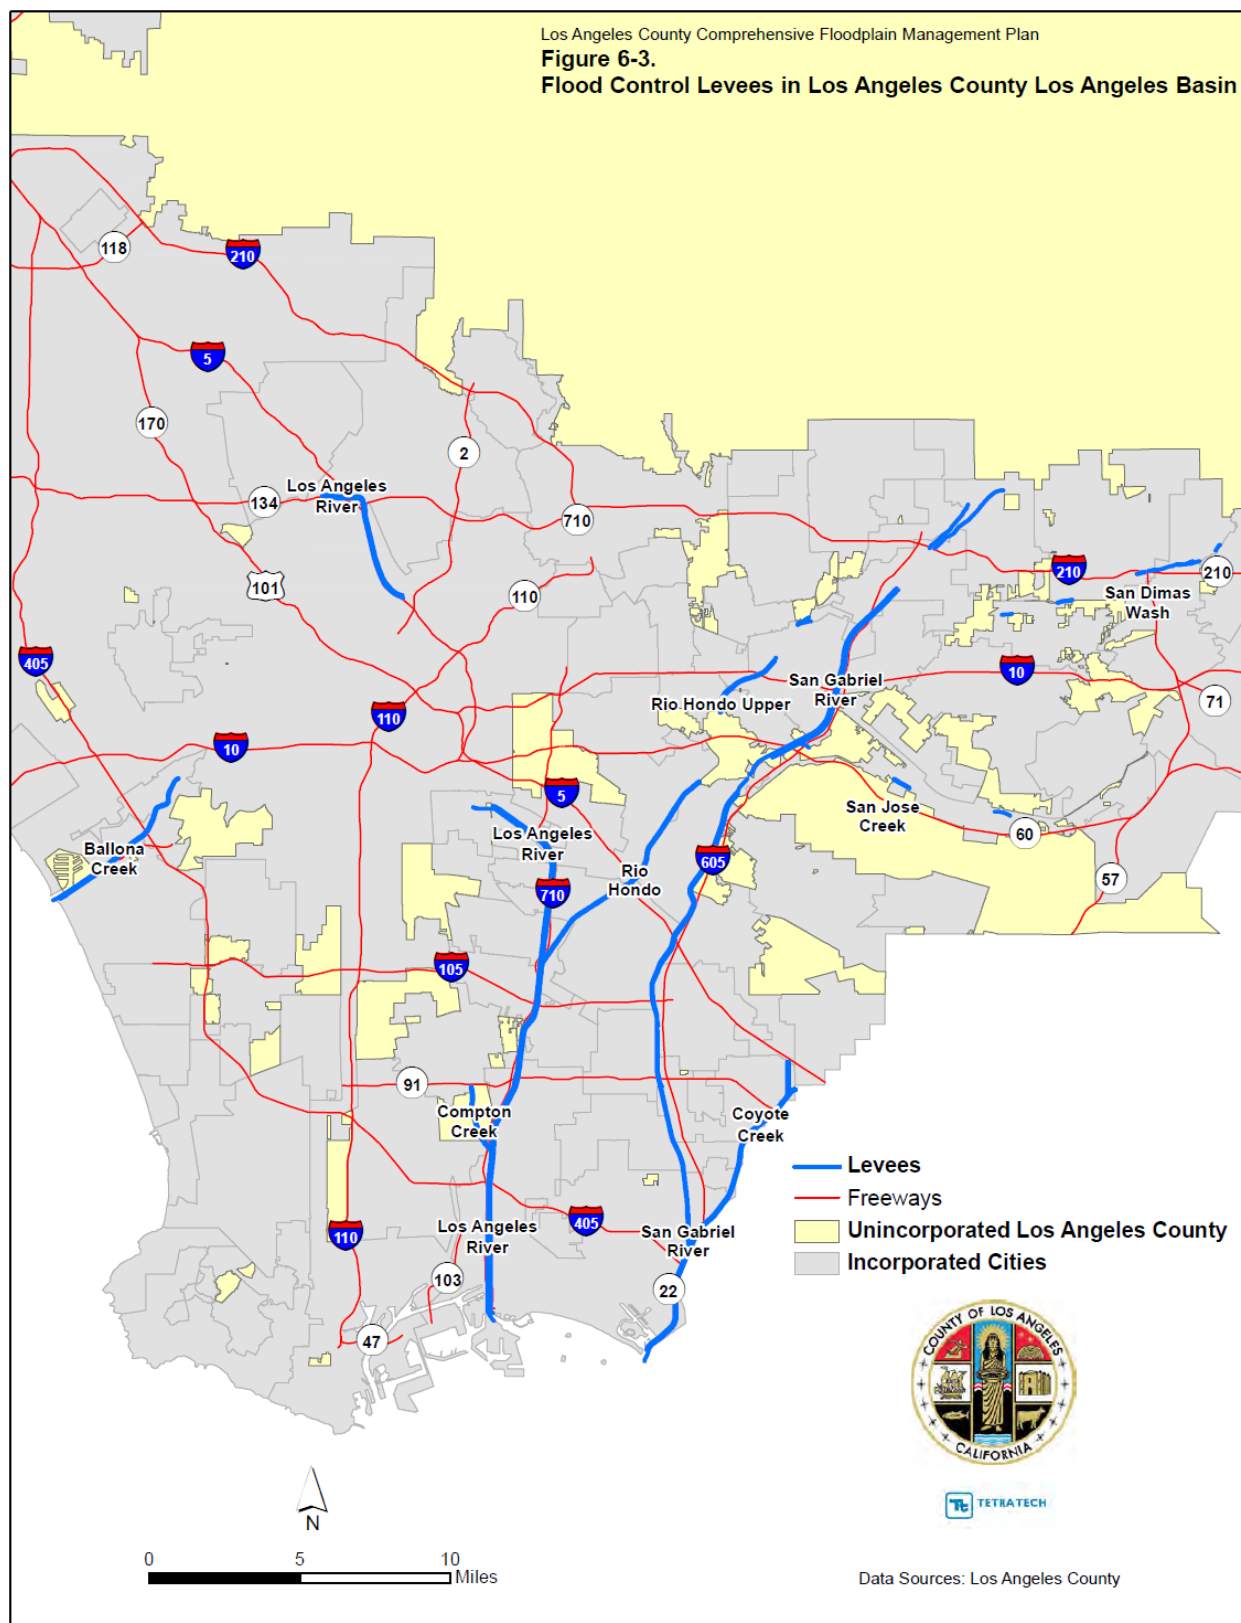 Los Angeles County Comprehensive Floodplain Management Plan
Figure 6-3.
Flood Control Levees in Los Angeles County Los Angeles Basin
118
210
5
170
2
Los Angeles
River
134
710
101
110
210
210
San Dimas
Wash
405
San Gabriel
River
10
Rio Hondo Upper
71
110
10
5
San Jose
Creek
60
Los Angeles
River
Ballona
Creek
605
Rio
Hondo
57
710
105
91
Compton
Creek
Coyote
Creek
Levees
Freeways
Unincorporated Los Angeles County
Incorporated Cities
405
110
Los Angeles
River
San Gabriel
River
103
22
47
COUNTY OF LOS ANGELES
CALIFORNIA
Tt TETRA TECH
N
0 5 10
Miles
Data Sources: Los Angeles County